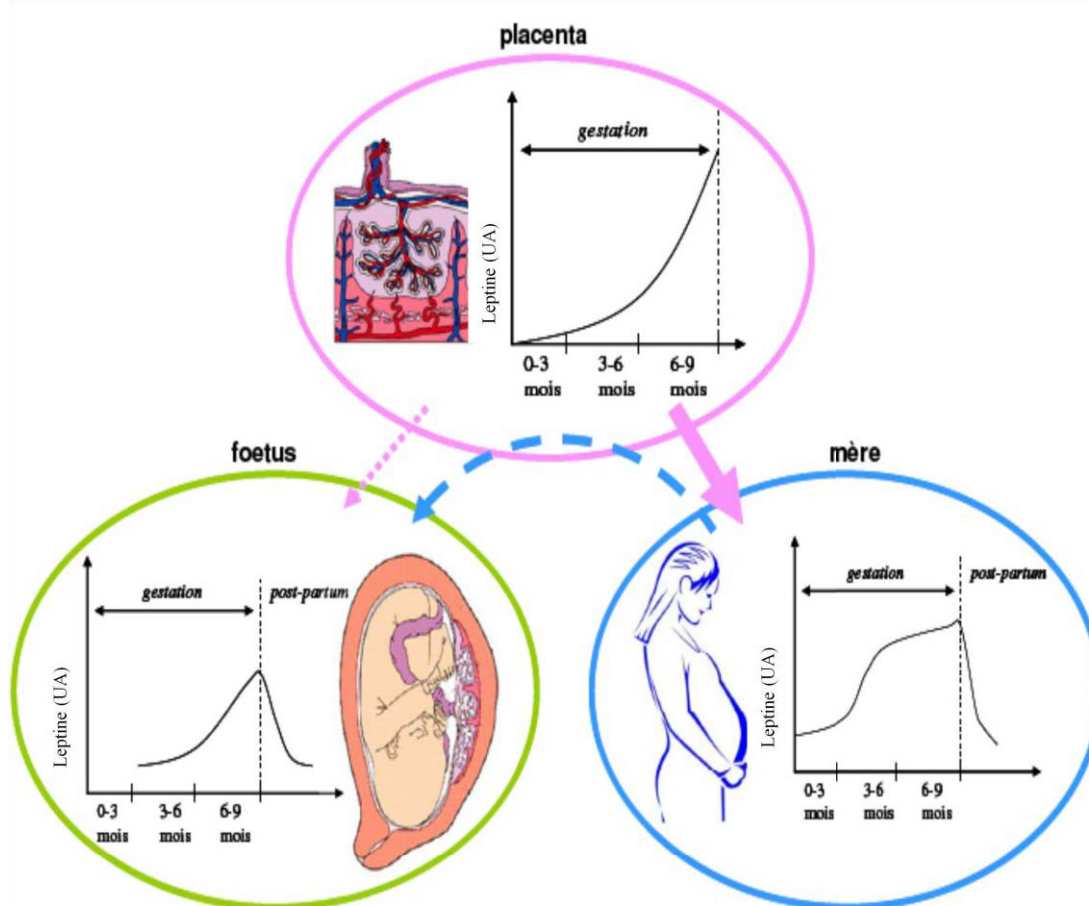 placenta
gestation
Leptine (UA)
0-3 3-6 6-9
mois mois mois
foetus
mère
gestation post-partum
Leptine (UA)
0-3 3-6 6-9
mois mois mois
gestation post-partum
Leptine (UA)
0-3 3-6 6-9
mois mois mois